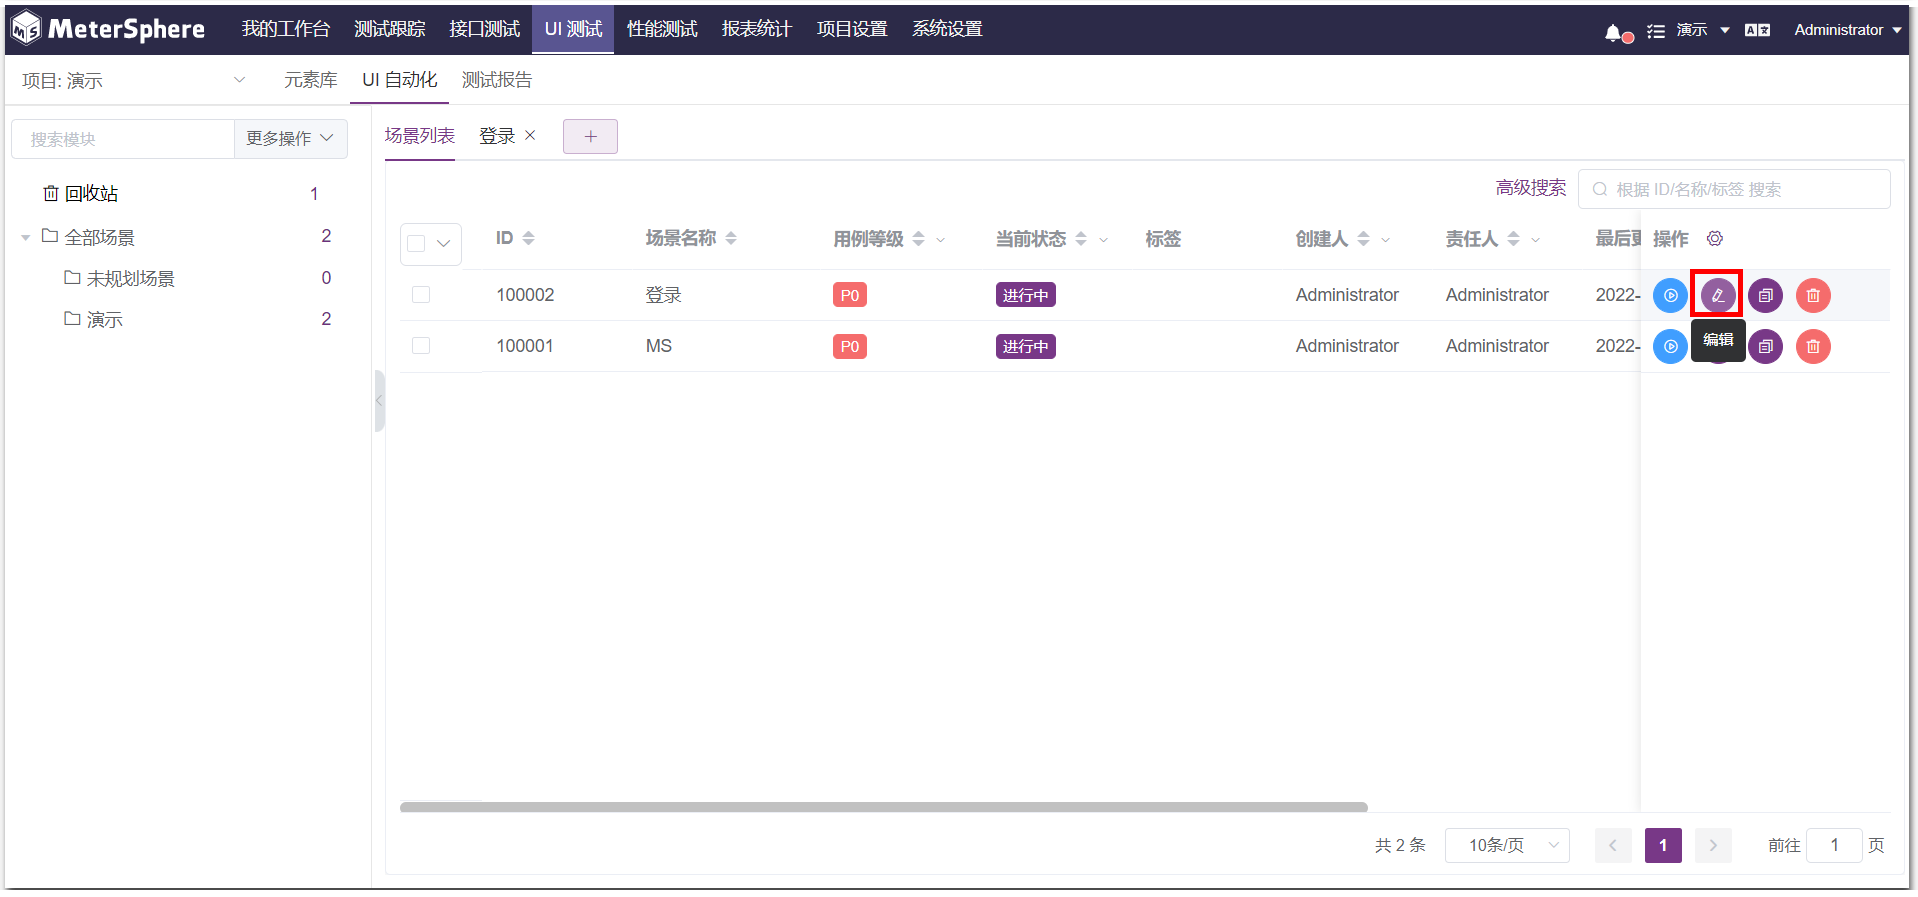 MeterSphere 我的工作台 测试跟踪 接口测试 UI 测试 性能测试 报表统计 项目设置 系统设置 演示 Administrator
项目: 演示 元素库 UI 自动化 测试报告
搜索模块 更多操作 场景列表 登录 +
回收站 1 高级搜索 根据 ID/名称/标签 搜索
全部场景 2 ID 场景名称 用例等级 当前状态 标签 创建人 责任人 最后更 操作
未规划场景 0 100002 登录 P0 进行中 Administrator Administrator 2022-
演示 2 100001 MS P0 进行中 Administrator Administrator 2022- 编辑
共 2 条 10条/页 1 前往 1 页